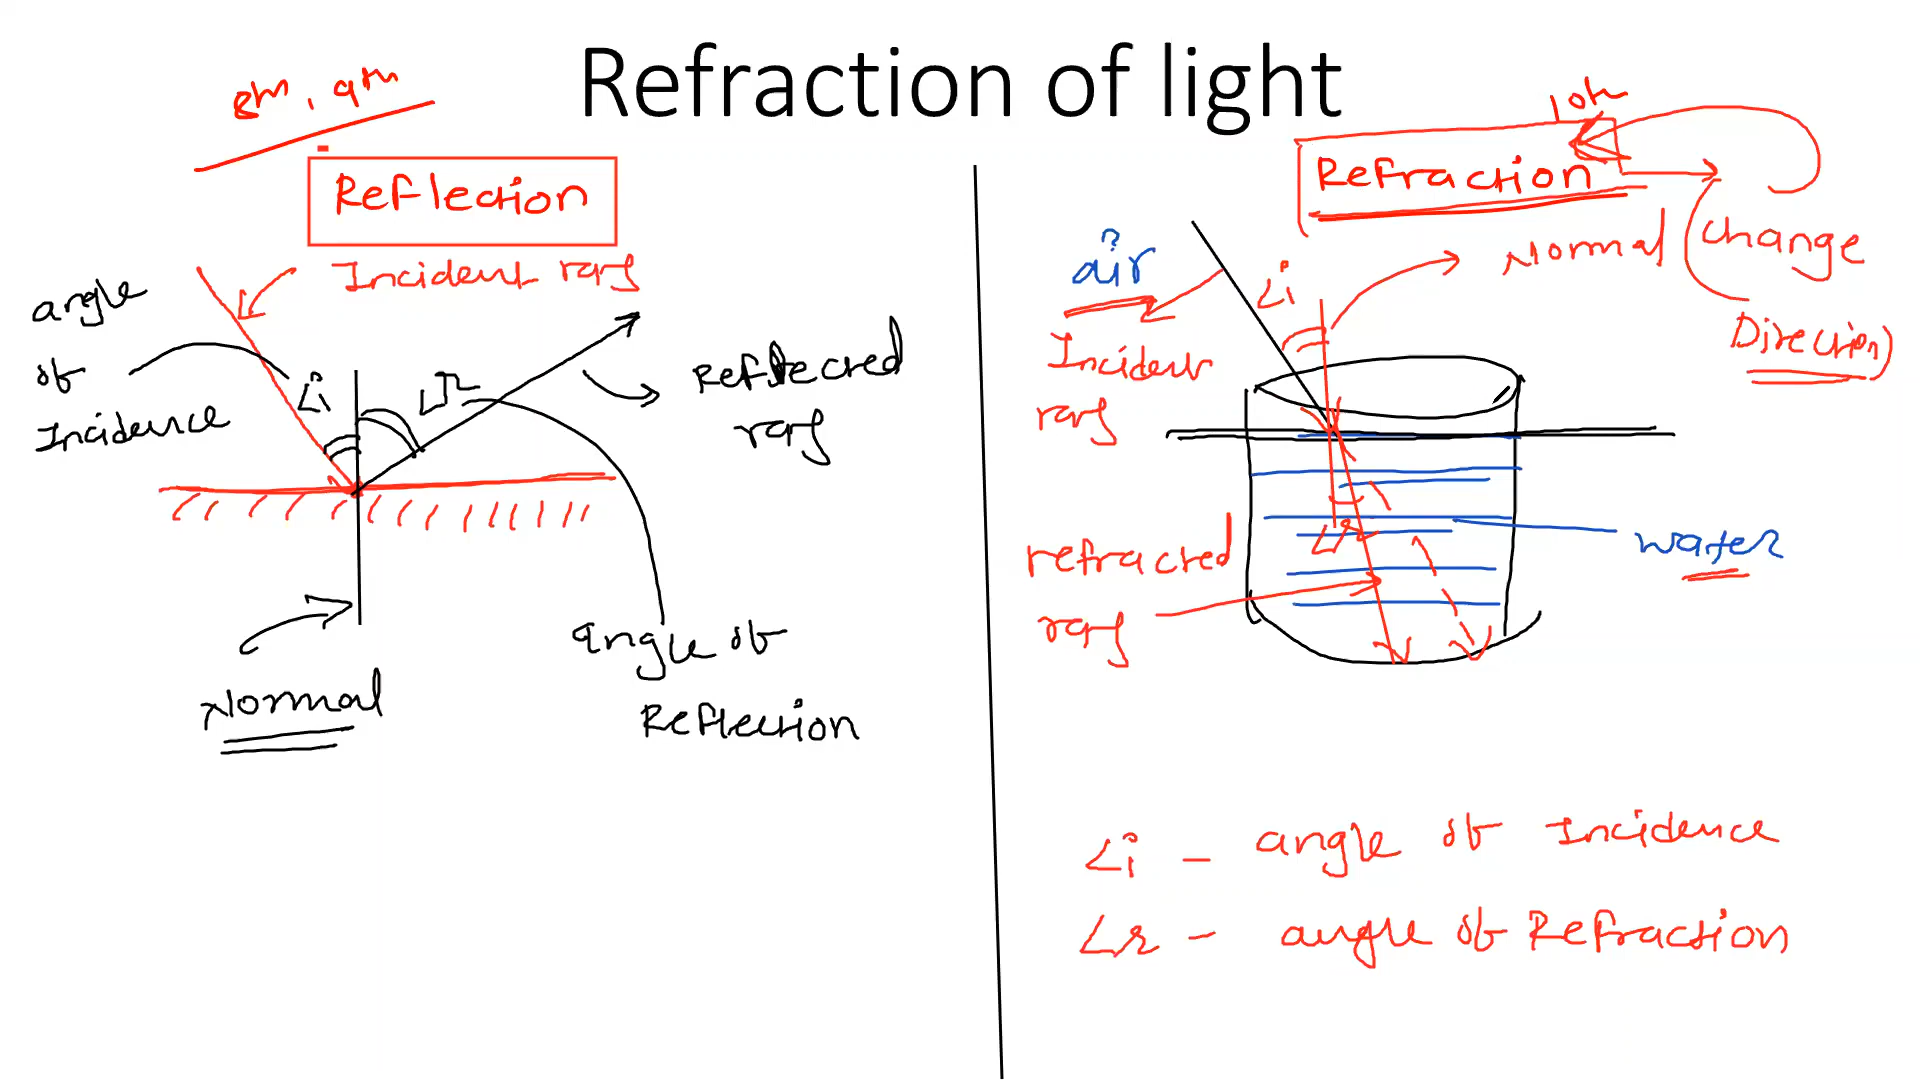 Refraction of light
8th, 9th
Reflection
Incident ray
angle
of
Incidence
∠i
∠r
Reflected
ray
Normal
angle of
Reflection
10th
Refraction
Change
Direction)
Normal
air
∠i
Incident
ray
∠r
water
refracted
ray
∠i - angle of Incidence
∠r - angle of Refraction